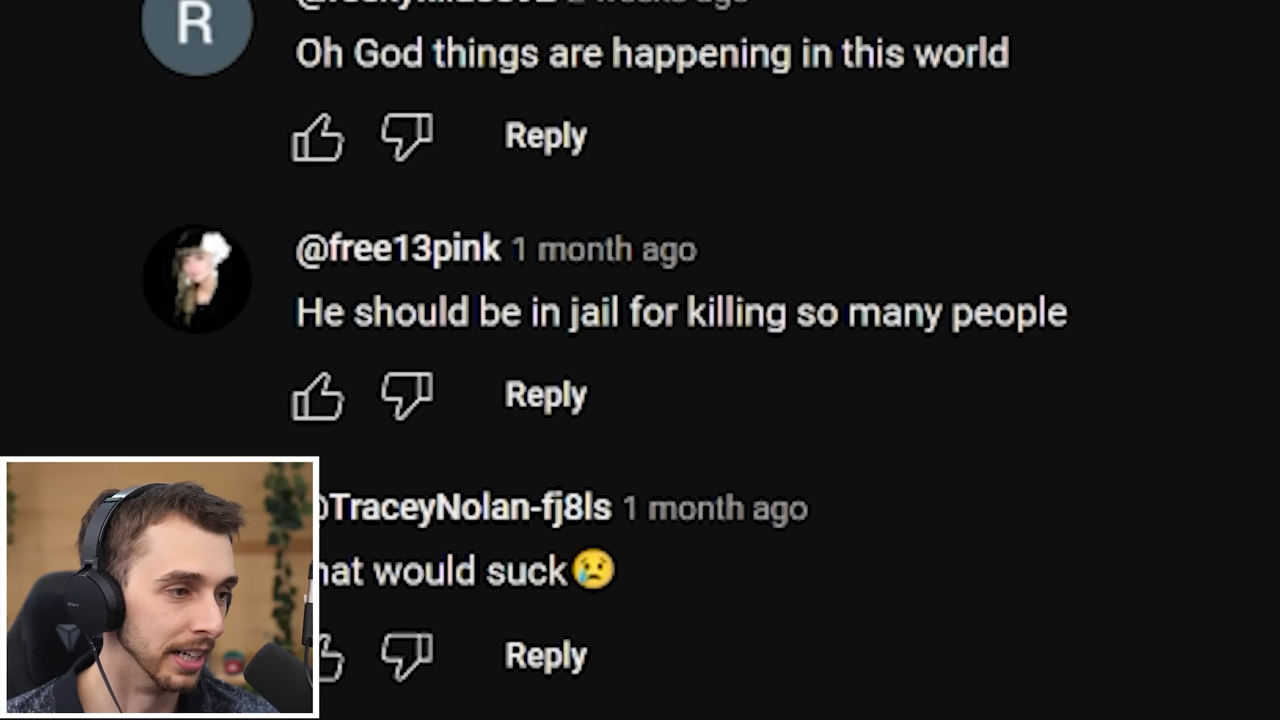 R
Oh God things are happening in this world
Reply
@free13pink 1 month ago
He should be in jail for killing so many people
Reply
TraceyNolan-fj8ls 1 month ago
hat would suck😢
Reply